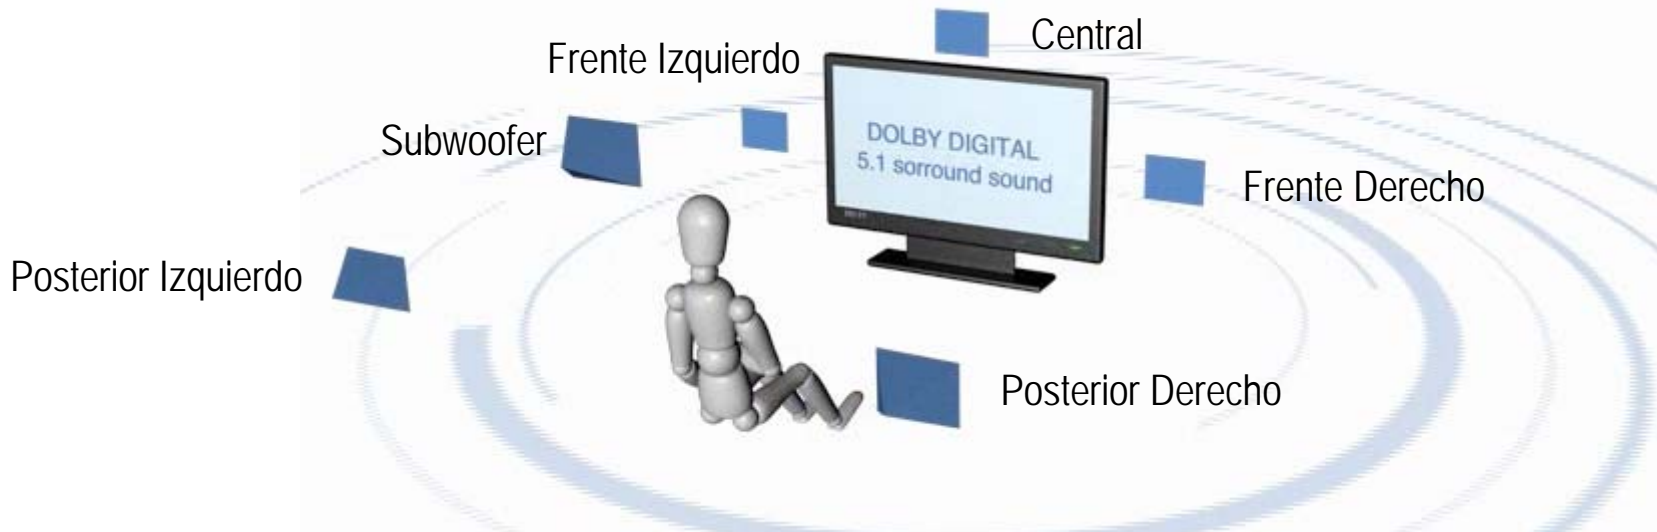 Central
Frente Izquierdo
Subwoofer
DOLBY DIGITAL
5.1 sorround sound
Frente Derecho
Posterior Izquierdo
Posterior Derecho